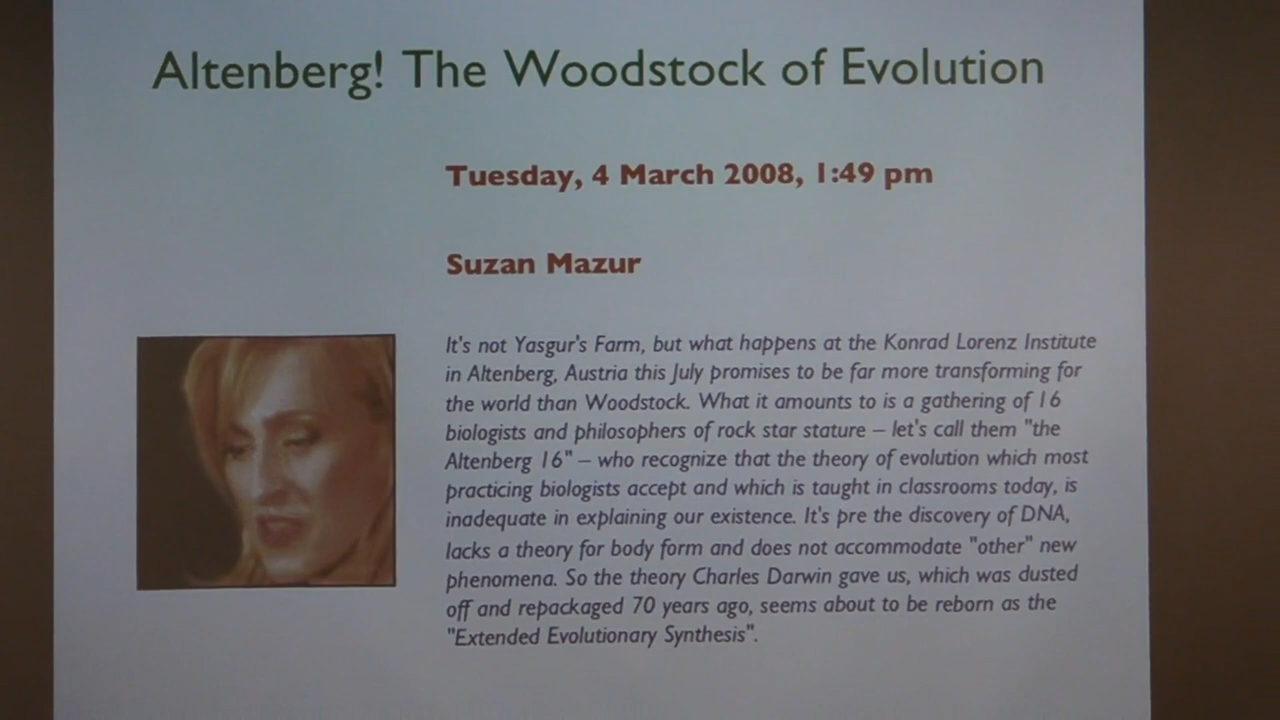 Altenberg! The Woodstock of Evolution
Tuesday, 4 March 2008, 1:49 pm
Suzan Mazur
It's not Yasgur's Farm, but what happens at the Konrad Lorenz Institute
in Altenberg, Austria this July promises to be far more transforming for
the world than Woodstock. What it amounts to is a gathering of 16
biologists and philosophers of rock star stature – let's call them "the
Altenberg 16" – who recognize that the theory of evolution which most
practicing biologists accept and which is taught in classrooms today, is
inadequate in explaining our existence. It's pre the discovery of DNA,
lacks a theory for body form and does not accommodate "other" new
phenomena. So the theory Charles Darwin gave us, which was dusted
off and repackaged 70 years ago, seems about to be reborn as the
"Extended Evolutionary Synthesis".